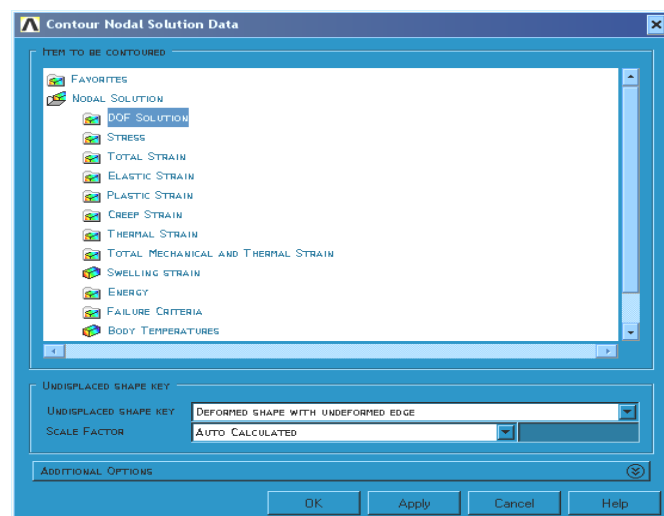 Contour Nodal Solution Data
Item to be contoured
Favorites
Nodal Solution
DOF Solution
Stress
Total Strain
Elastic Strain
Plastic Strain
Creep Strain
Thermal Strain
Total Mechanical and Thermal Strain
Swelling strain
Energy
Failure Criteria
Body Temperatures
Undisplaced shape key
Undisplaced shape key Deformed shape with undeformed edge
Scale Factor Auto Calculated
Additional Options
OK Apply Cancel Help